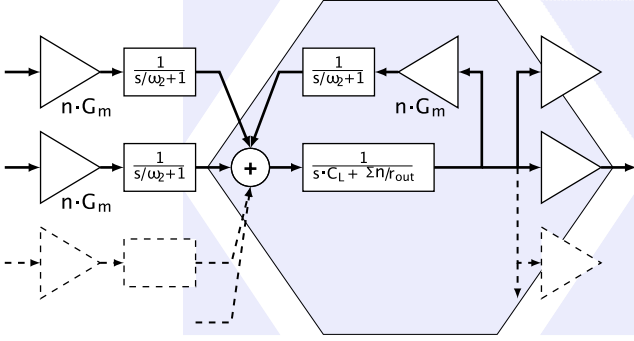 1
s/ω₂+1
n·Gₘ
1
s/ω₂+1
n·Gₘ
1
s/ω₂+1
n·Gₘ
+
1
s·C_L + Σn/r_out